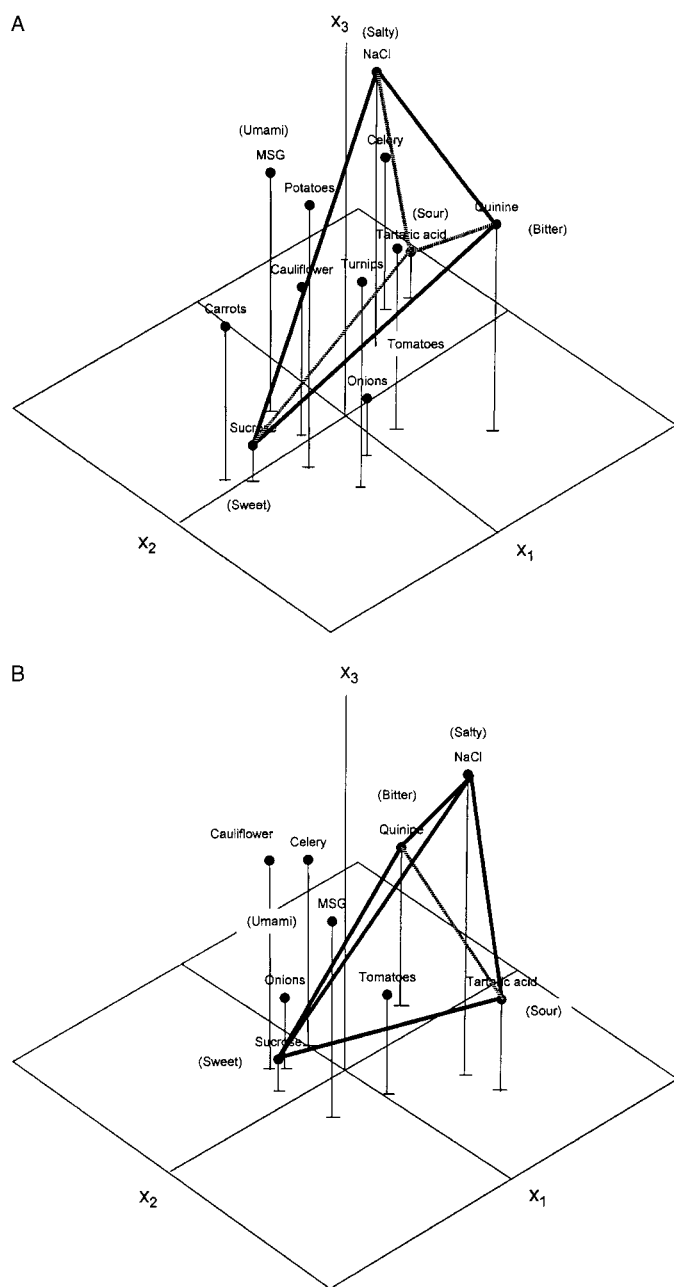 A
X3
(Salty)
NaCl
(Umami)
MSG
Celery
Potatoes
Quinine
(Sour)
(Bitter)
Tartaric acid
Cauliflower
Turnips
Carrots
Tomatoes
Onions
Sucrose
(Sweet)
X2
X1
B
X3
(Salty)
NaCl
(Bitter)
Quinine
Cauliflower
Celery
MSG
(Umami)
Onions
Tomatoes
Tartaric acid
(Sour)
Sucrose
(Sweet)
X2
X1